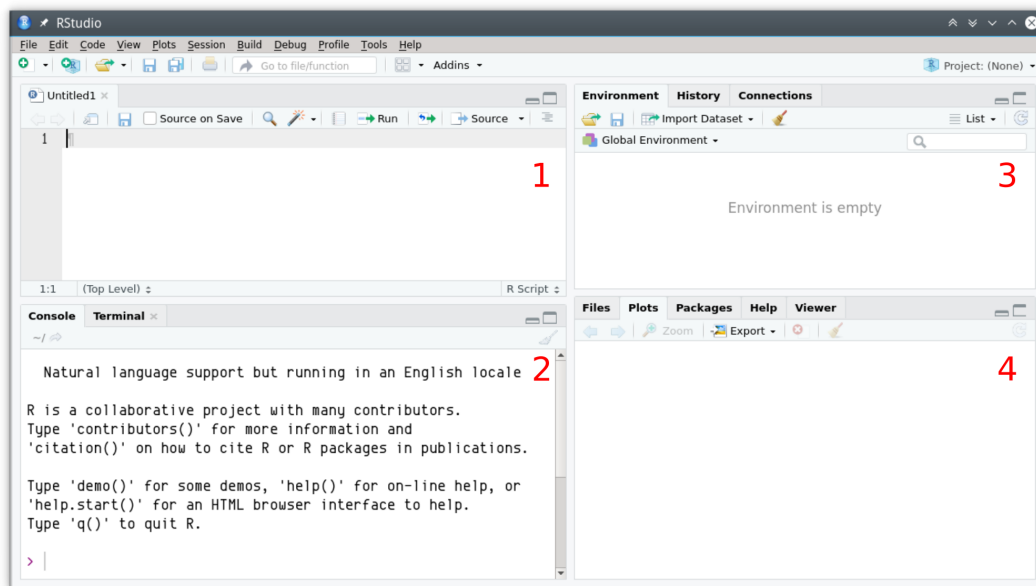 RStudio
File Edit Code View Plots Session Build Debug Profile Tools Help
Go to file/function Addins Project: (None)
Untitled1
Source on Save Run Source
1
1
1:1 (Top Level) R Script
Console Terminal
~/
2
Natural language support but running in an English locale
R is a collaborative project with many contributors.
Type 'contributors()' for more information and
'citation()' on how to cite R or R packages in publications.
Type 'demo()' for some demos, 'help()' for on-line help, or
'help.start()' for an HTML browser interface to help.
Type 'q()' to quit R.
>
Environment History Connections
Import Dataset List
Global Environment
3
Environment is empty
Files Plots Packages Help Viewer
Zoom Export
4